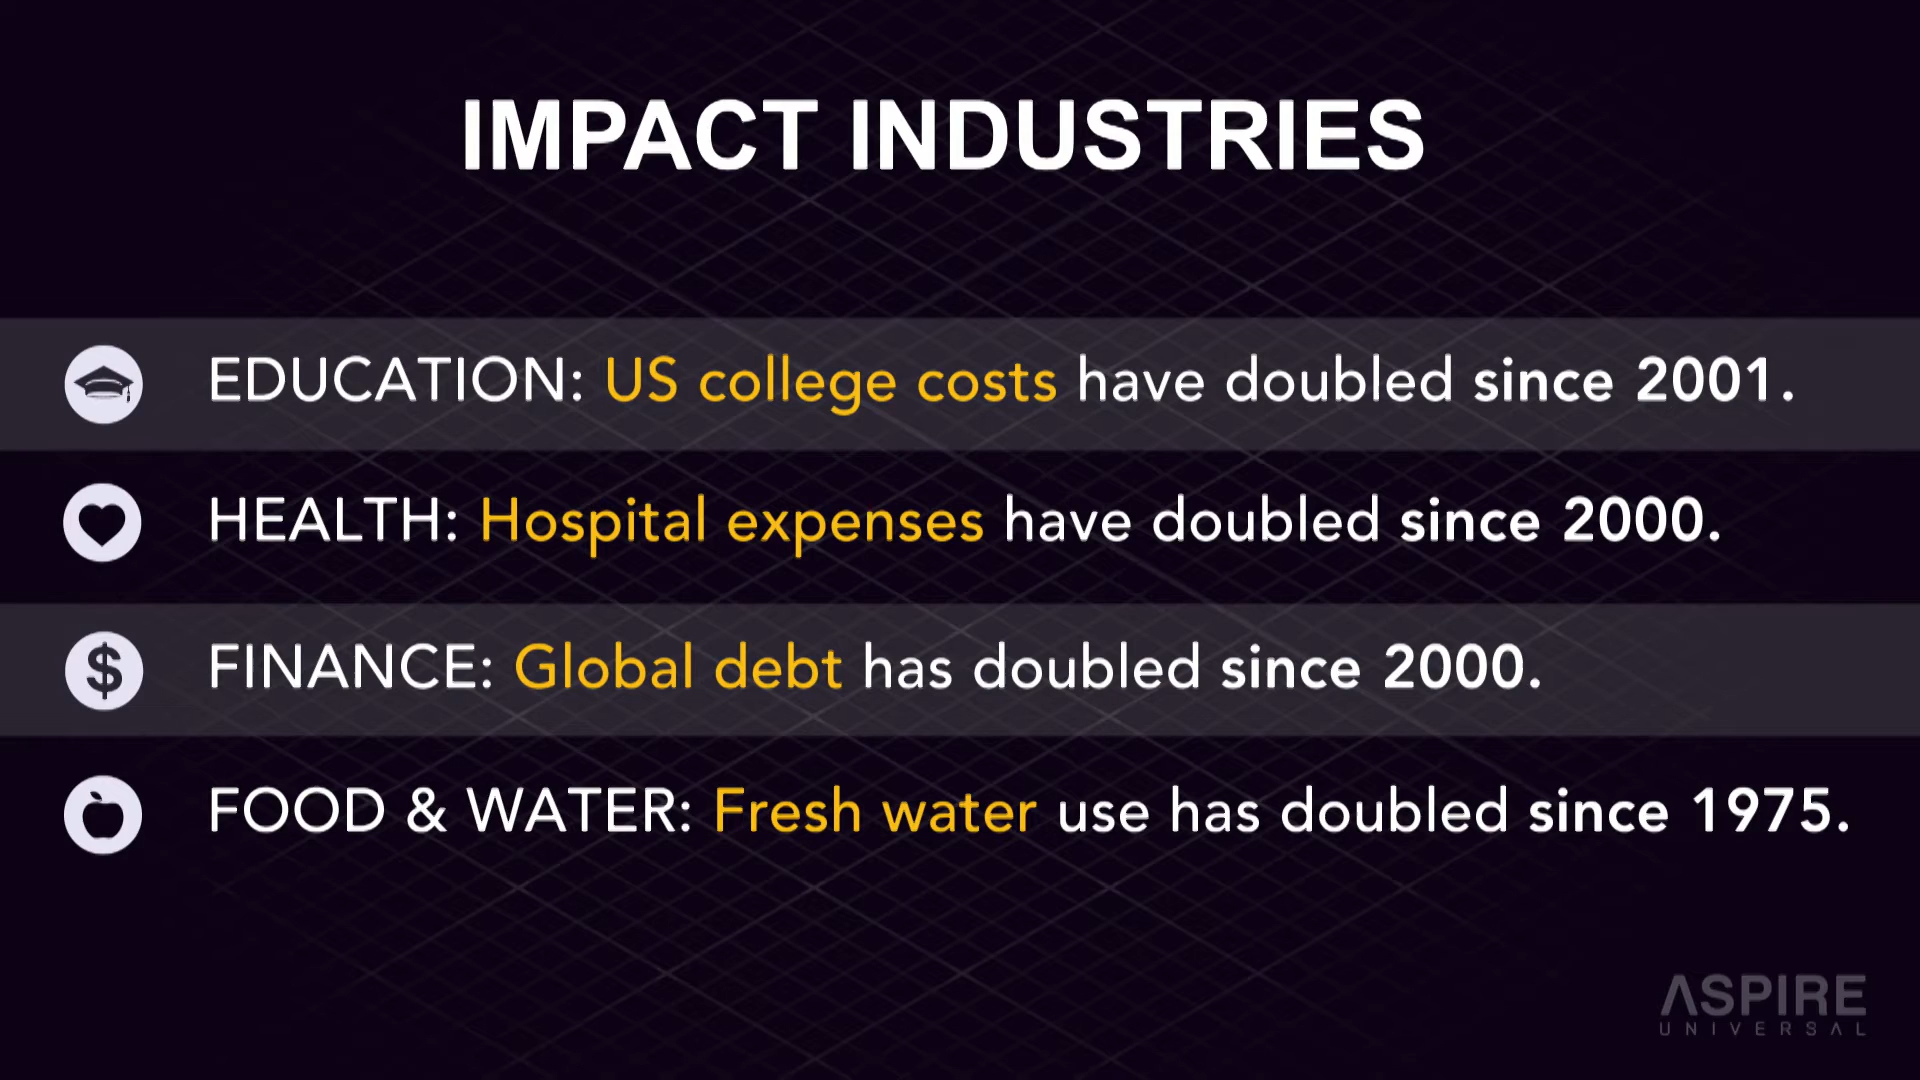 IMPACT INDUSTRIES
EDUCATION: US college costs have doubled since 2001.
HEALTH: Hospital expenses have doubled since 2000.
FINANCE: Global debt has doubled since 2000.
FOOD & WATER: Fresh water use has doubled since 1975.
ASPIRE
UNIVERSAL